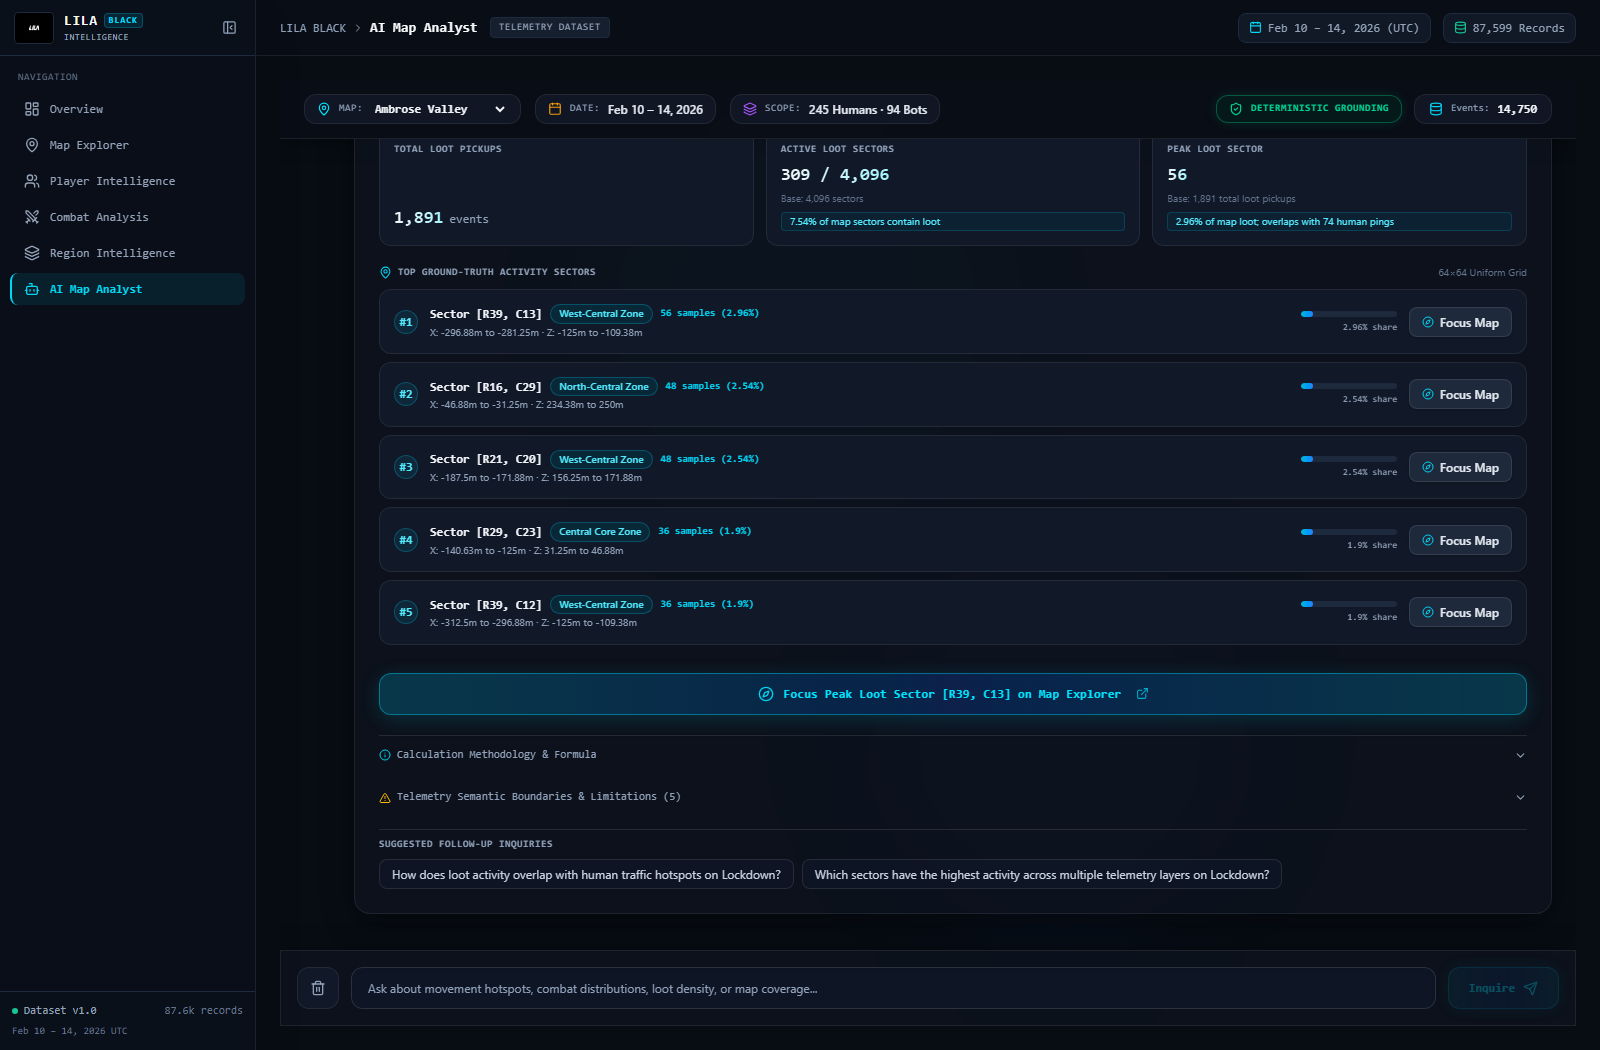 LILA
LILA BLACK
INTELLIGENCE
NAVIGATION
Overview
Map Explorer
Player Intelligence
Combat Analysis
Region Intelligence
AI Map Analyst
Dataset v1.0 87.6k records
Feb 10 – 14, 2026 UTC
LILA BLACK > AI Map Analyst TELEMETRY DATASET
Feb 10 – 14, 2026 (UTC)
87,599 Records
MAP: Ambrose Valley
DATE: Feb 10 – 14, 2026
SCOPE: 245 Humans · 94 Bots
DETERMINISTIC GROUNDING
Events: 14,750
TOTAL LOOT PICKUPS
1,891 events
ACTIVE LOOT SECTORS
309 / 4,096
Base: 4,096 sectors
7.54% of map sectors contain loot
PEAK LOOT SECTOR
56
Base: 1,891 total loot pickups
2.96% of map loot; overlaps with 74 human pings
TOP GROUND-TRUTH ACTIVITY SECTORS
64×64 Uniform Grid
#1 Sector [R39, C13] West-Central Zone 56 samples (2.96%)
X: -296.88m to -281.25m · Z: -125m to -109.38m
2.96% share
Focus Map
#2 Sector [R16, C29] North-Central Zone 48 samples (2.54%)
X: -46.88m to -31.25m · Z: 234.38m to 250m
2.54% share
Focus Map
#3 Sector [R21, C20] West-Central Zone 48 samples (2.54%)
X: -187.5m to -171.88m · Z: 156.25m to 171.88m
2.54% share
Focus Map
#4 Sector [R29, C23] Central Core Zone 36 samples (1.9%)
X: -140.63m to -125m · Z: 31.25m to 46.88m
1.9% share
Focus Map
#5 Sector [R39, C12] West-Central Zone 36 samples (1.9%)
X: -312.5m to -296.88m · Z: -125m to -109.38m
1.9% share
Focus Map
Focus Peak Loot Sector [R39, C13] on Map Explorer
Calculation Methodology & Formula
Telemetry Semantic Boundaries & Limitations (5)
SUGGESTED FOLLOW-UP INQUIRIES
How does loot activity overlap with human traffic hotspots on Lockdown?
Which sectors have the highest activity across multiple telemetry layers on Lockdown?
Ask about movement hotspots, combat distributions, loot density, or map coverage...
Inquire